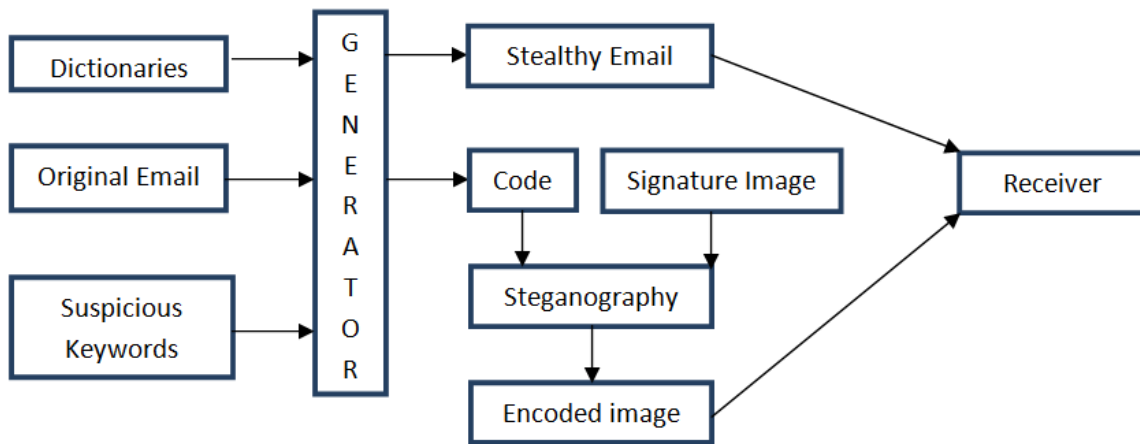 Dictionaries
Original Email
Suspicious
Keywords
G
E
N
E
R
A
T
O
R
Stealthy Email
Code
Signature Image
Steganography
Encoded image
Receiver